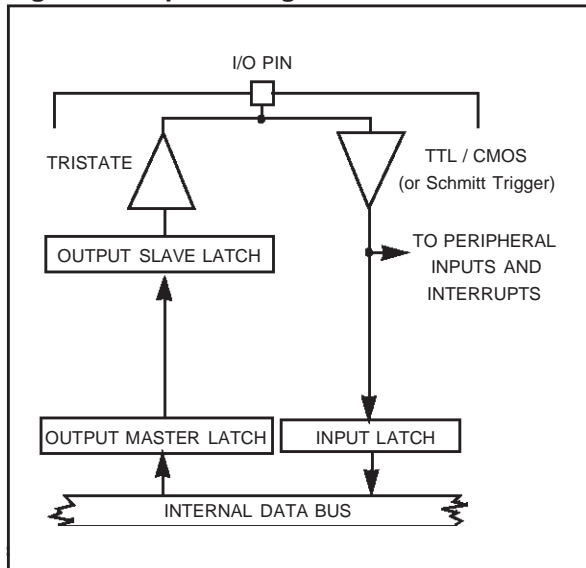 I/O PIN
TRISTATE
TTL / CMOS
(or Schmitt Trigger)
OUTPUT SLAVE LATCH
TO PERIPHERAL
INPUTS AND
INTERRUPTS
OUTPUT MASTER LATCH
INPUT LATCH
INTERNAL DATA BUS